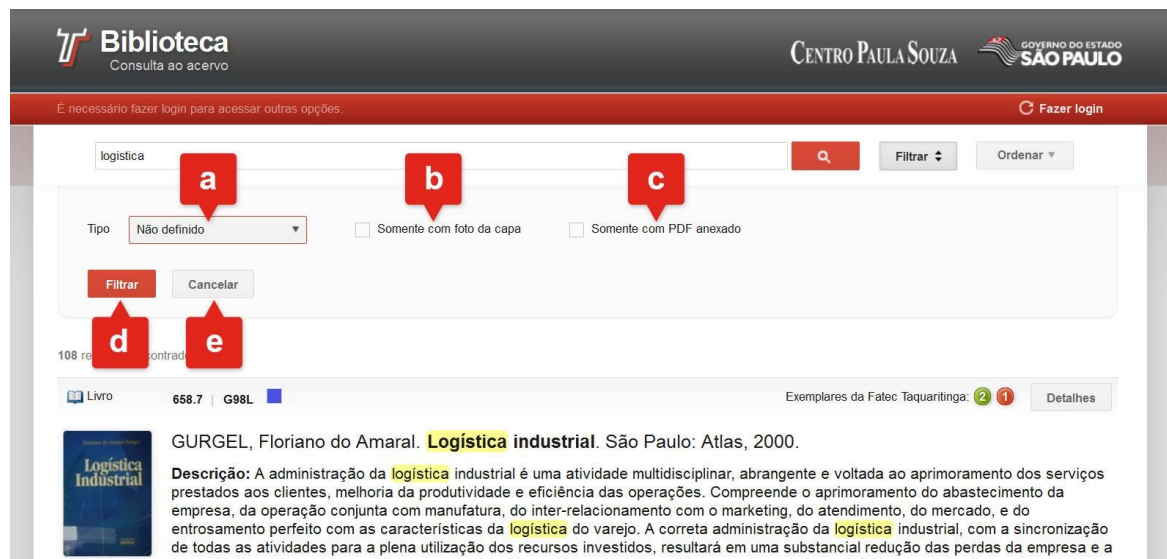 Biblioteca
Consulta ao acervo
CENTRO PAULA SOUZA
GOVERNO DO ESTADO
SÃO PAULO
É necessário fazer login para acessar outras opções.
Fazer login
logistica
Filtrar
Ordenar
a
b
c
Tipo
Não definido
Somente com foto da capa
Somente com PDF anexado
Filtrar
Cancelar
d
e
108
Livro
658.7 | G98L
Exemplares da Fatec Taquaritinga: 2 1
Detalhes
Logística
Industrial
GURGEL, Floriano do Amaral. Logística industrial. São Paulo: Atlas, 2000.
Descrição: A administração da logística industrial é uma atividade multidisciplinar, abrangente e voltada ao aprimoramento dos serviços
prestados aos clientes, melhoria da produtividade e eficiência das operações. Compreende o aprimoramento do abastecimento da
empresa, da operação conjunta com manufatura, do inter-relacionamento com o marketing, do atendimento, do mercado, e do
entrosamento perfeito com as características da logística do varejo. A correta administração da logística industrial, com a sincronização
de todas as atividades para a plena utilização dos recursos investidos, resultará em uma substancial redução das perdas da empresa e a